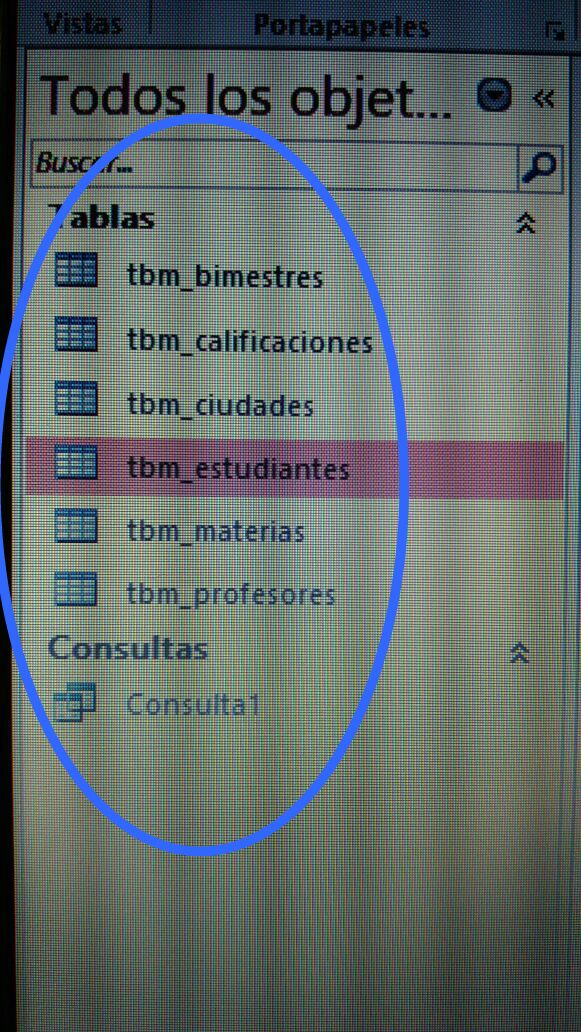 Vistas Portapapeles
Todos los objet... «
Buscar...
Tablas
tbm_bimestres
tbm_calificaciones
tbm_ciudades
tbm_estudiantes
tbm_materias
tbm_profesores
Consultas
Consulta1